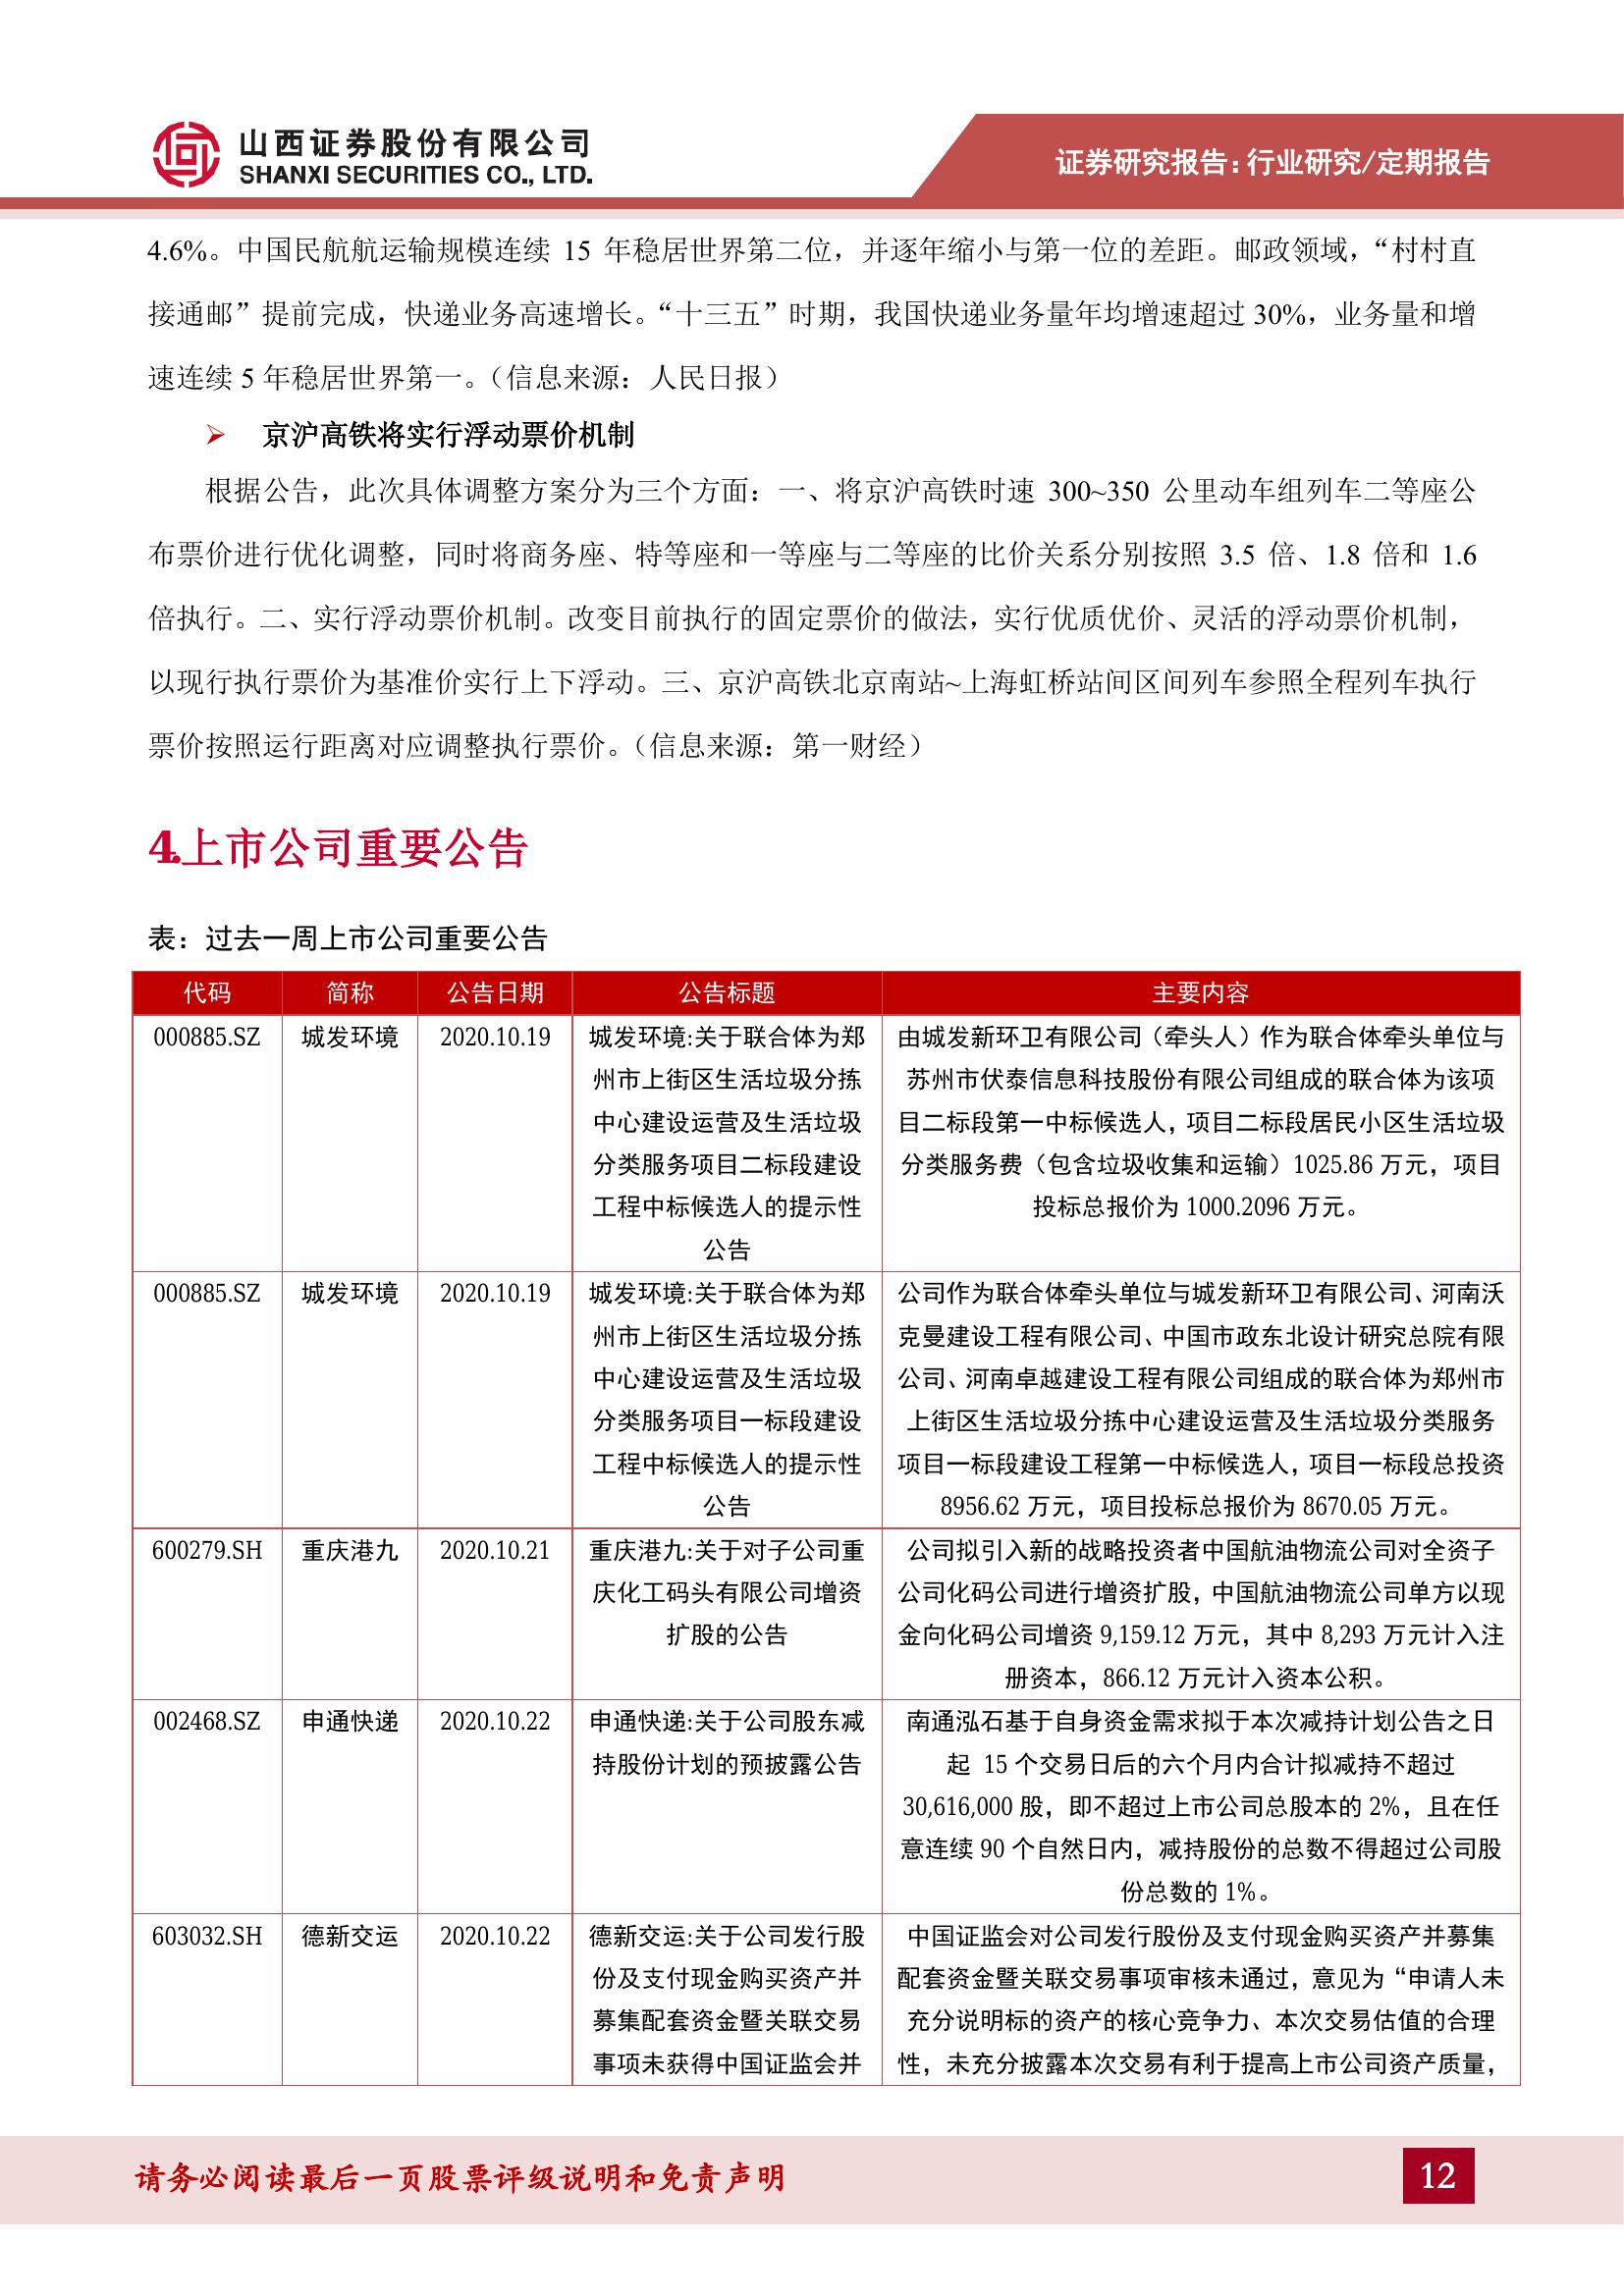 山西证券股份有限公司
SHANXI SECURITIES CO., LTD.
证券研究报告:行业研究/定期报告
4.6%。中国民航航运输规模连续 15 年稳居世界第二位，并逐年缩小与第一位的差距。邮政领域，“村村直
接通邮”提前完成，快递业务高速增长。“十三五”时期，我国快递业务量年均增速超过 30%，业务量和增
速连续 5 年稳居世界第一。（信息来源：人民日报）
➢ 京沪高铁将实行浮动票价机制
根据公告，此次具体调整方案分为三个方面：一、将京沪高铁时速 300~350 公里动车组列车二等座公
布票价进行优化调整，同时将商务座、特等座和一等座与二等座的比价关系分别按照 3.5 倍、1.8 倍和 1.6
倍执行。二、实行浮动票价机制。改变目前执行的固定票价的做法，实行优质优价、灵活的浮动票价机制，
以现行执行票价为基准价实行上下浮动。三、京沪高铁北京南站~上海虹桥站间区间列车参照全程列车执行
票价按照运行距离对应调整执行票价。（信息来源：第一财经）
4.上市公司重要公告
表：过去一周上市公司重要公告
代码 简称 公告日期 公告标题 主要内容
000885.SZ 城发环境 2020.10.19 城发环境:关于联合体为郑 由城发新环卫有限公司（牵头人）作为联合体牵头单位与
州市上街区生活垃圾分拣 苏州市伏泰信息科技股份有限公司组成的联合体为该项
中心建设运营及生活垃圾 目二标段第一中标候选人，项目二标段居民小区生活垃圾
分类服务项目二标段建设 分类服务费（包含垃圾收集和运输）1025.86 万元，项目
工程中标候选人的提示性 投标总报价为 1000.2096 万元。
公告
000885.SZ 城发环境 2020.10.19 城发环境:关于联合体为郑 公司作为联合体牵头单位与城发新环卫有限公司、河南沃
州市上街区生活垃圾分拣 克曼建设工程有限公司、中国市政东北设计研究总院有限
中心建设运营及生活垃圾 公司、河南卓越建设工程有限公司组成的联合体为郑州市
分类服务项目一标段建设 上街区生活垃圾分拣中心建设运营及生活垃圾分类服务
工程中标候选人的提示性 项目一标段建设工程第一中标候选人，项目一标段总投资
公告 8956.62 万元，项目投标总报价为 8670.05 万元。
600279.SH 重庆港九 2020.10.21 重庆港九:关于对子公司重 公司拟引入新的战略投资者中国航油物流公司对全资子
庆化工码头有限公司增资 公司化码公司进行增资扩股，中国航油物流公司单方以现
扩股的公告 金向化码公司增资 9,159.12 万元，其中 8,293 万元计入注
册资本，866.12 万元计入资本公积。
002468.SZ 申通快递 2020.10.22 申通快递:关于公司股东减 南通泓石基于自身资金需求拟于本次减持计划公告之日
持股份计划的预披露公告 起 15 个交易日后的六个月内合计拟减持不超过
30,616,000 股，即不超过上市公司总股本的 2%，且在任
意连续 90 个自然日内，减持股份的总数不得超过公司股
份总数的 1%。
603032.SH 德新交运 2020.10.22 德新交运:关于公司发行股 中国证监会对公司发行股份及支付现金购买资产并募集
份及支付现金购买资产并 配套资金暨关联交易事项审核未通过，意见为“申请人未
募集配套资金暨关联交易 充分说明标的资产的核心竞争力、本次交易估值的合理
事项未获得中国证监会并 性，未充分披露本次交易有利于提高上市公司资产质量，
请务必阅读最后一页股票评级说明和免责声明
12